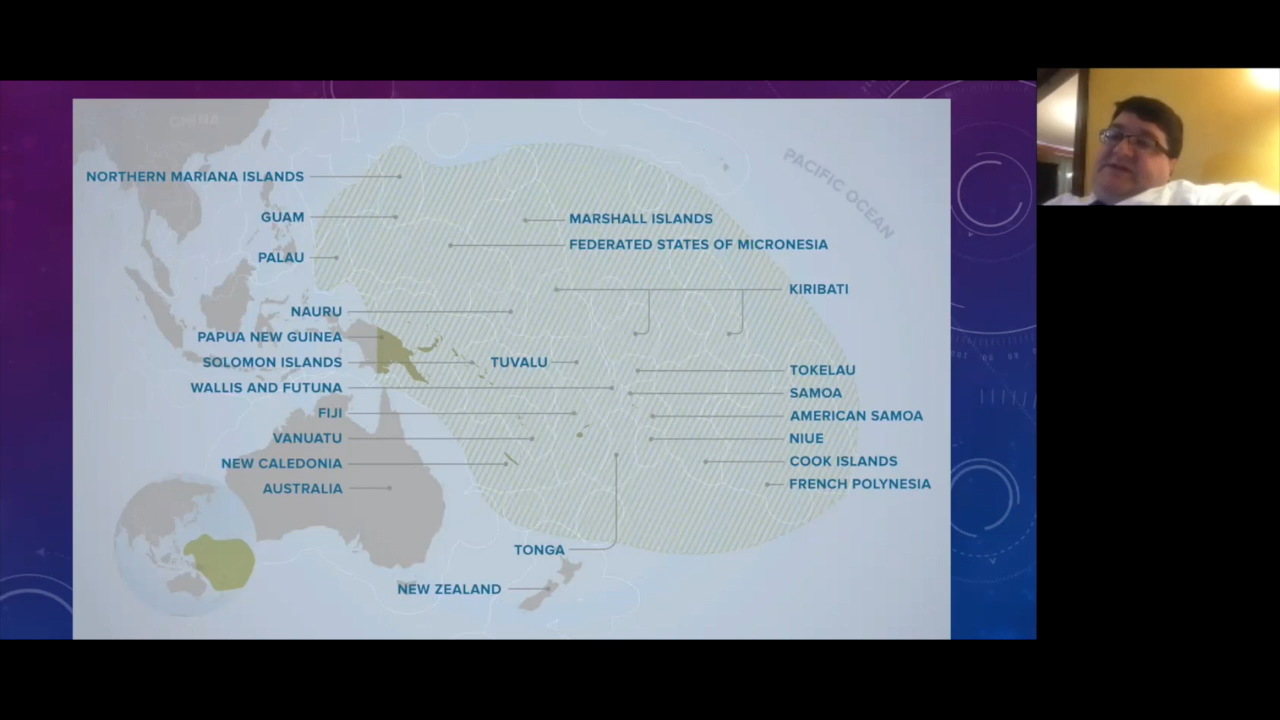 CHINA
PACIFIC OCEAN
NORTHERN MARIANA ISLANDS
GUAM
MARSHALL ISLANDS
FEDERATED STATES OF MICRONESIA
PALAU
KIRIBATI
NAURU
PAPUA NEW GUINEA
SOLOMON ISLANDS
TUVALU
TOKELAU
WALLIS AND FUTUNA
SAMOA
FIJI
AMERICAN SAMOA
VANUATU
NIUE
NEW CALEDONIA
COOK ISLANDS
AUSTRALIA
FRENCH POLYNESIA
TONGA
NEW ZEALAND